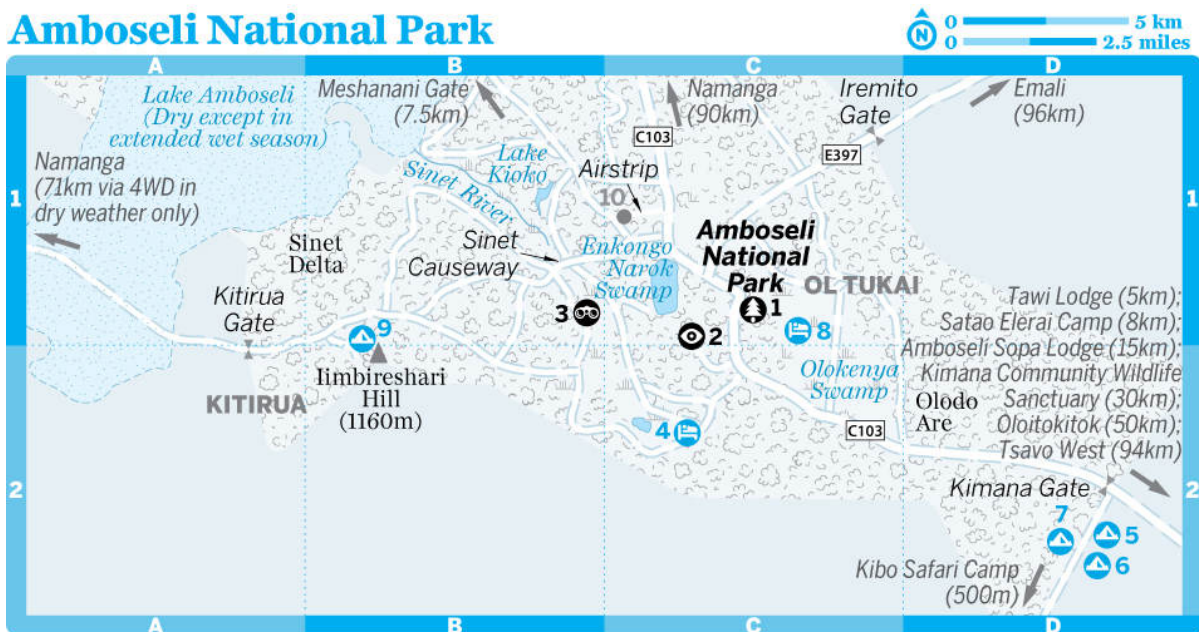 Amboseli National Park
N
0 5 km
0 2.5 miles
A B C D
Lake Amboseli
(Dry except in
extended wet season)
Meshanani Gate
(7.5km)
Namanga
(90km)
Iremito
Gate
Emali
(96km)
C103
E397
Namanga
(71km via 4WD in
dry weather only)
1
1
Lake
Kioko
Sinet River
Airstrip
10
Sinet
Delta
Sinet
Causeway
Enkongo
Narok
Swamp
Amboseli
National
Park
OL TUKAI
Kitirua
Gate
3
1
2
8
9
Iimbireshari
Hill
(1160m)
KITIRUA
Olokenya
Swamp
Tawi Lodge (5km);
Satao Elerai Camp (8km);
Amboseli Sopa Lodge (15km);
Kimana Community Wildlife
Sanctuary (30km);
Oloitokitok (50km);
Tsavo West (94km)
Olodo
Are
4
C103
2
2
Kimana Gate
7
5
6
Kibo Safari Camp
(500m)
A B C D